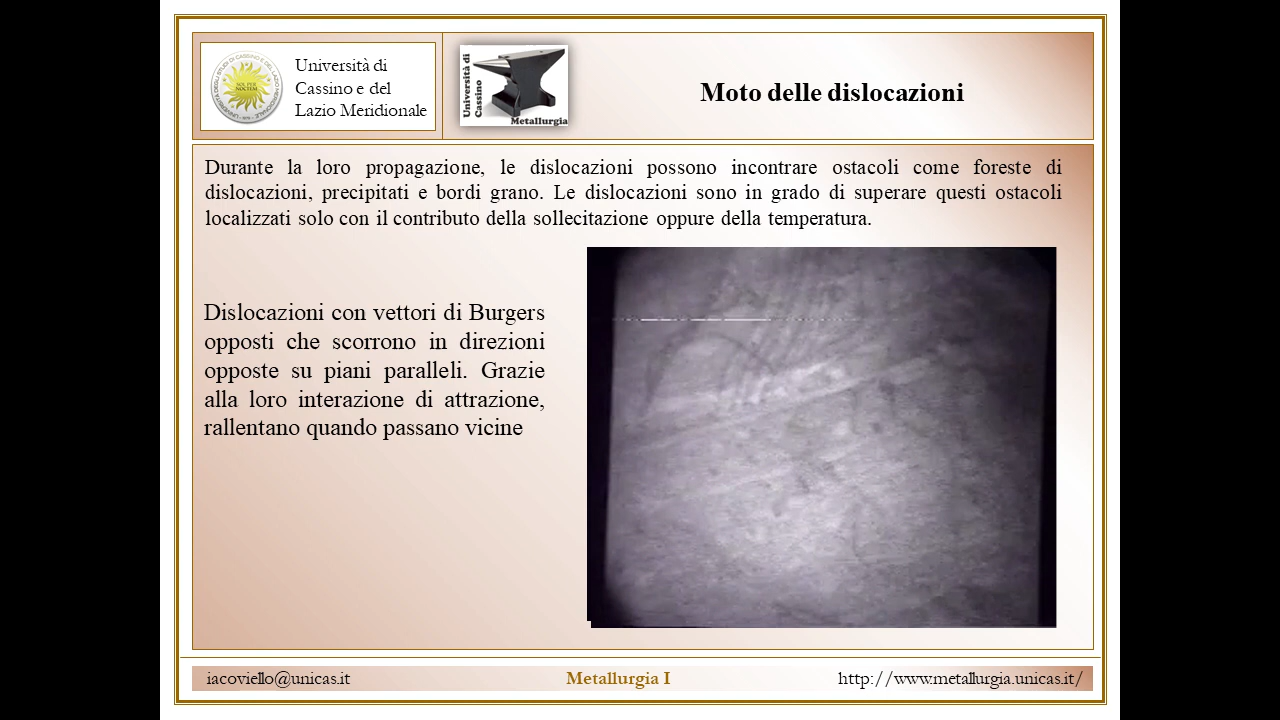 Università di
Cassino e del
Lazio Meridionale
Università di
Cassino
Metallurgia
Moto delle dislocazioni
Durante la loro propagazione, le dislocazioni possono incontrare ostacoli come foreste di
dislocazioni, precipitati e bordi grano. Le dislocazioni sono in grado di superare questi ostacoli
localizzati solo con il contributo della sollecitazione oppure della temperatura.
Dislocazioni con vettori di Burgers
opposti che scorrono in direzioni
opposte su piani paralleli. Grazie
alla loro interazione di attrazione,
rallentano quando passano vicine
iacoviello@unicas.it
Metallurgia I
http://www.metallurgia.unicas.it/